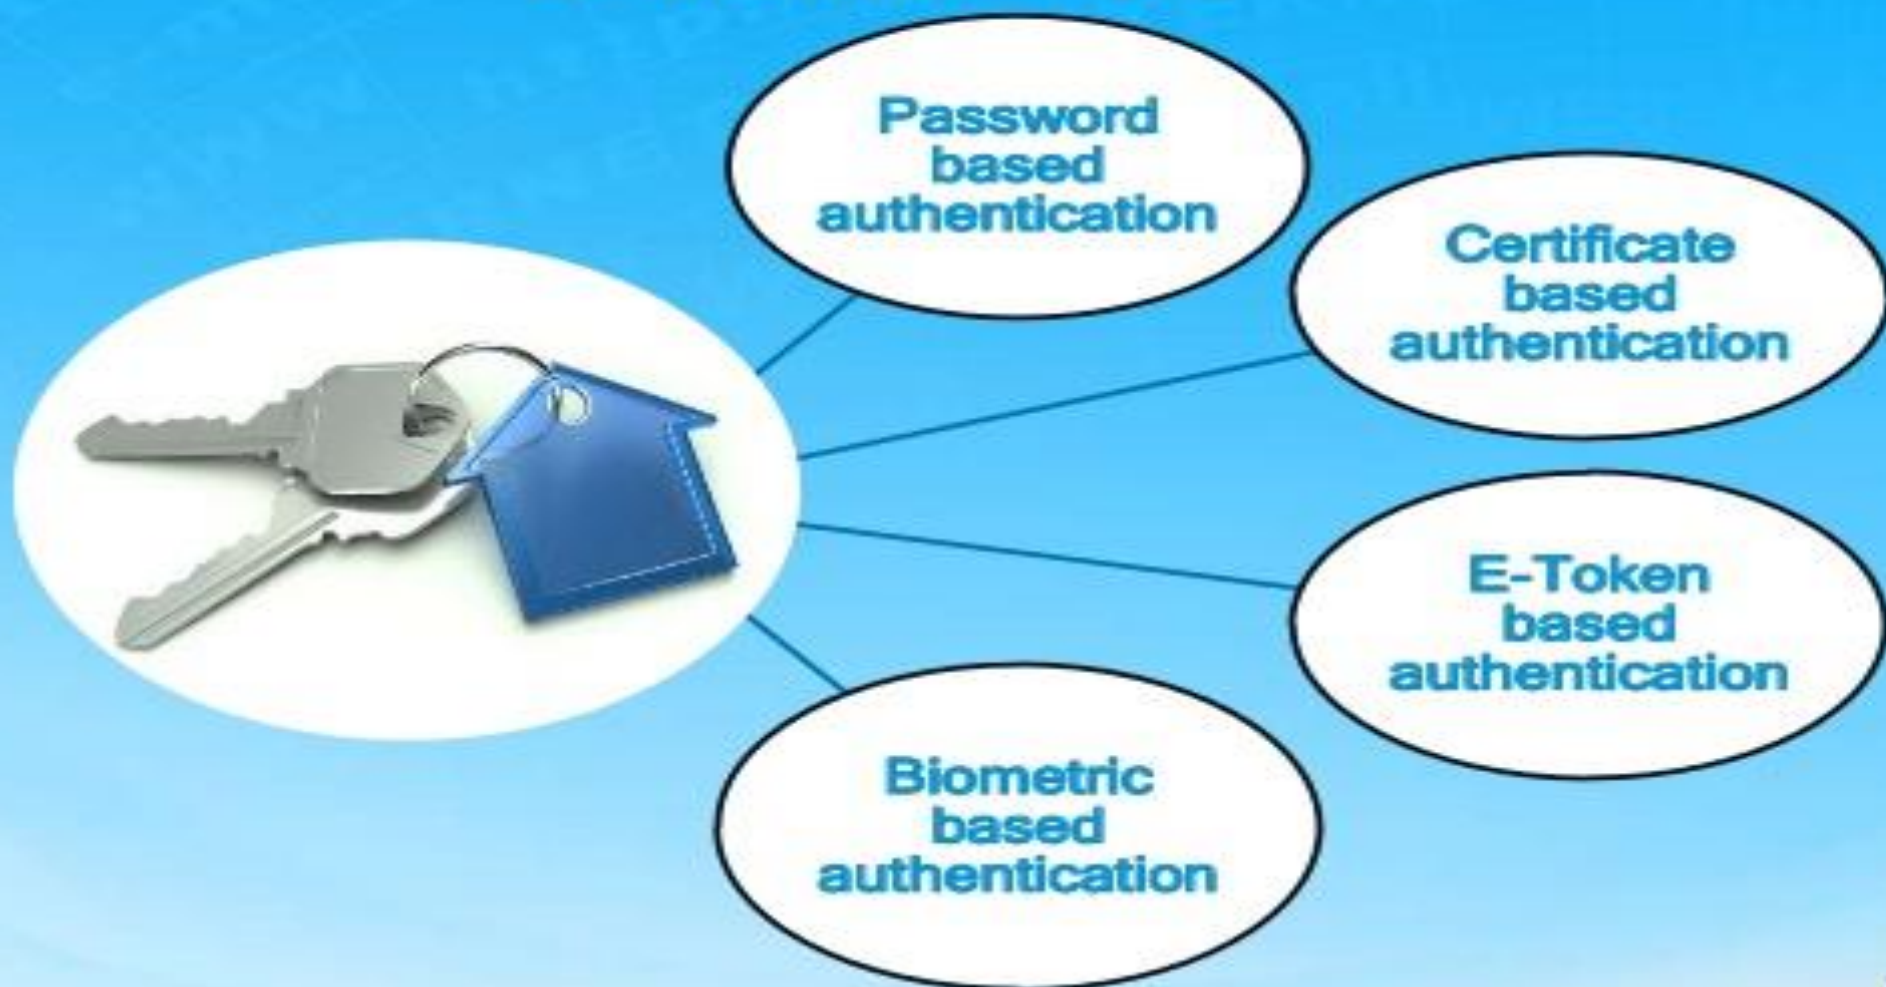 Password
based
authentication
Certificate
based
authentication
E-Token
based
authentication
Biometric
based
authentication